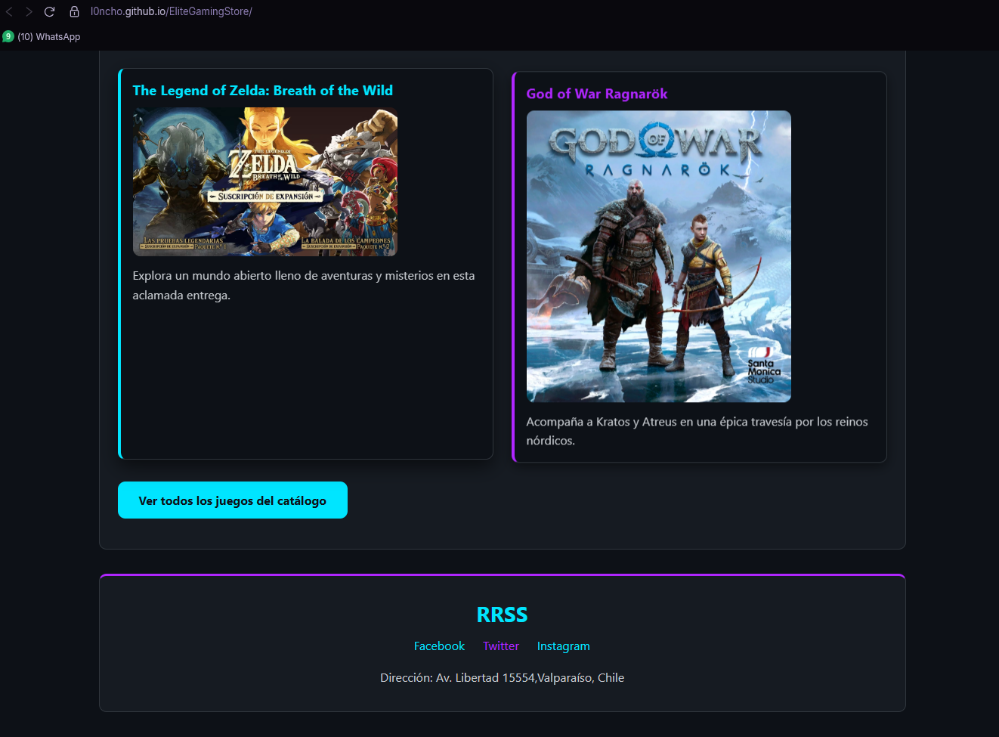 l0ncho.github.io/EliteGamingStore/
9 (10) WhatsApp
The Legend of Zelda: Breath of the Wild
THE LEGEND OF
ZELDA
BREATH OF THE WILD
SUSCRIPCIÓN DE EXPANSIÓN
LAS PRUEBAS LEGENDARIAS
SUSCRIPCIÓN DE EXPANSIÓN PAQUETE N.º 1
LA BALADA DE LOS CAMPEONES
SUSCRIPCIÓN DE EXPANSIÓN PAQUETE N.º 2
Explora un mundo abierto lleno de aventuras y misterios en esta
aclamada entrega.
God of War Ragnarök
GOD OF WAR
RAGNARÖK
Santa
Monica
Studio
Acompaña a Kratos y Atreus en una épica travesía por los reinos
nórdicos.
Ver todos los juegos del catálogo
RRSS
Facebook Twitter Instagram
Dirección: Av. Libertad 15554,Valparaíso, Chile